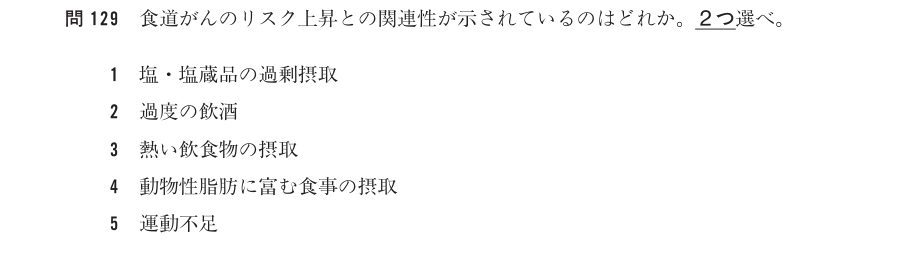 問 129 食道がんのリスク上昇との関連性が示されているのはどれか。２つ選べ。
1 塩・塩蔵品の過剰摂取
2 過度の飲酒
3 熱い飲食物の摂取
4 動物性脂肪に富む食事の摂取
5 運動不足